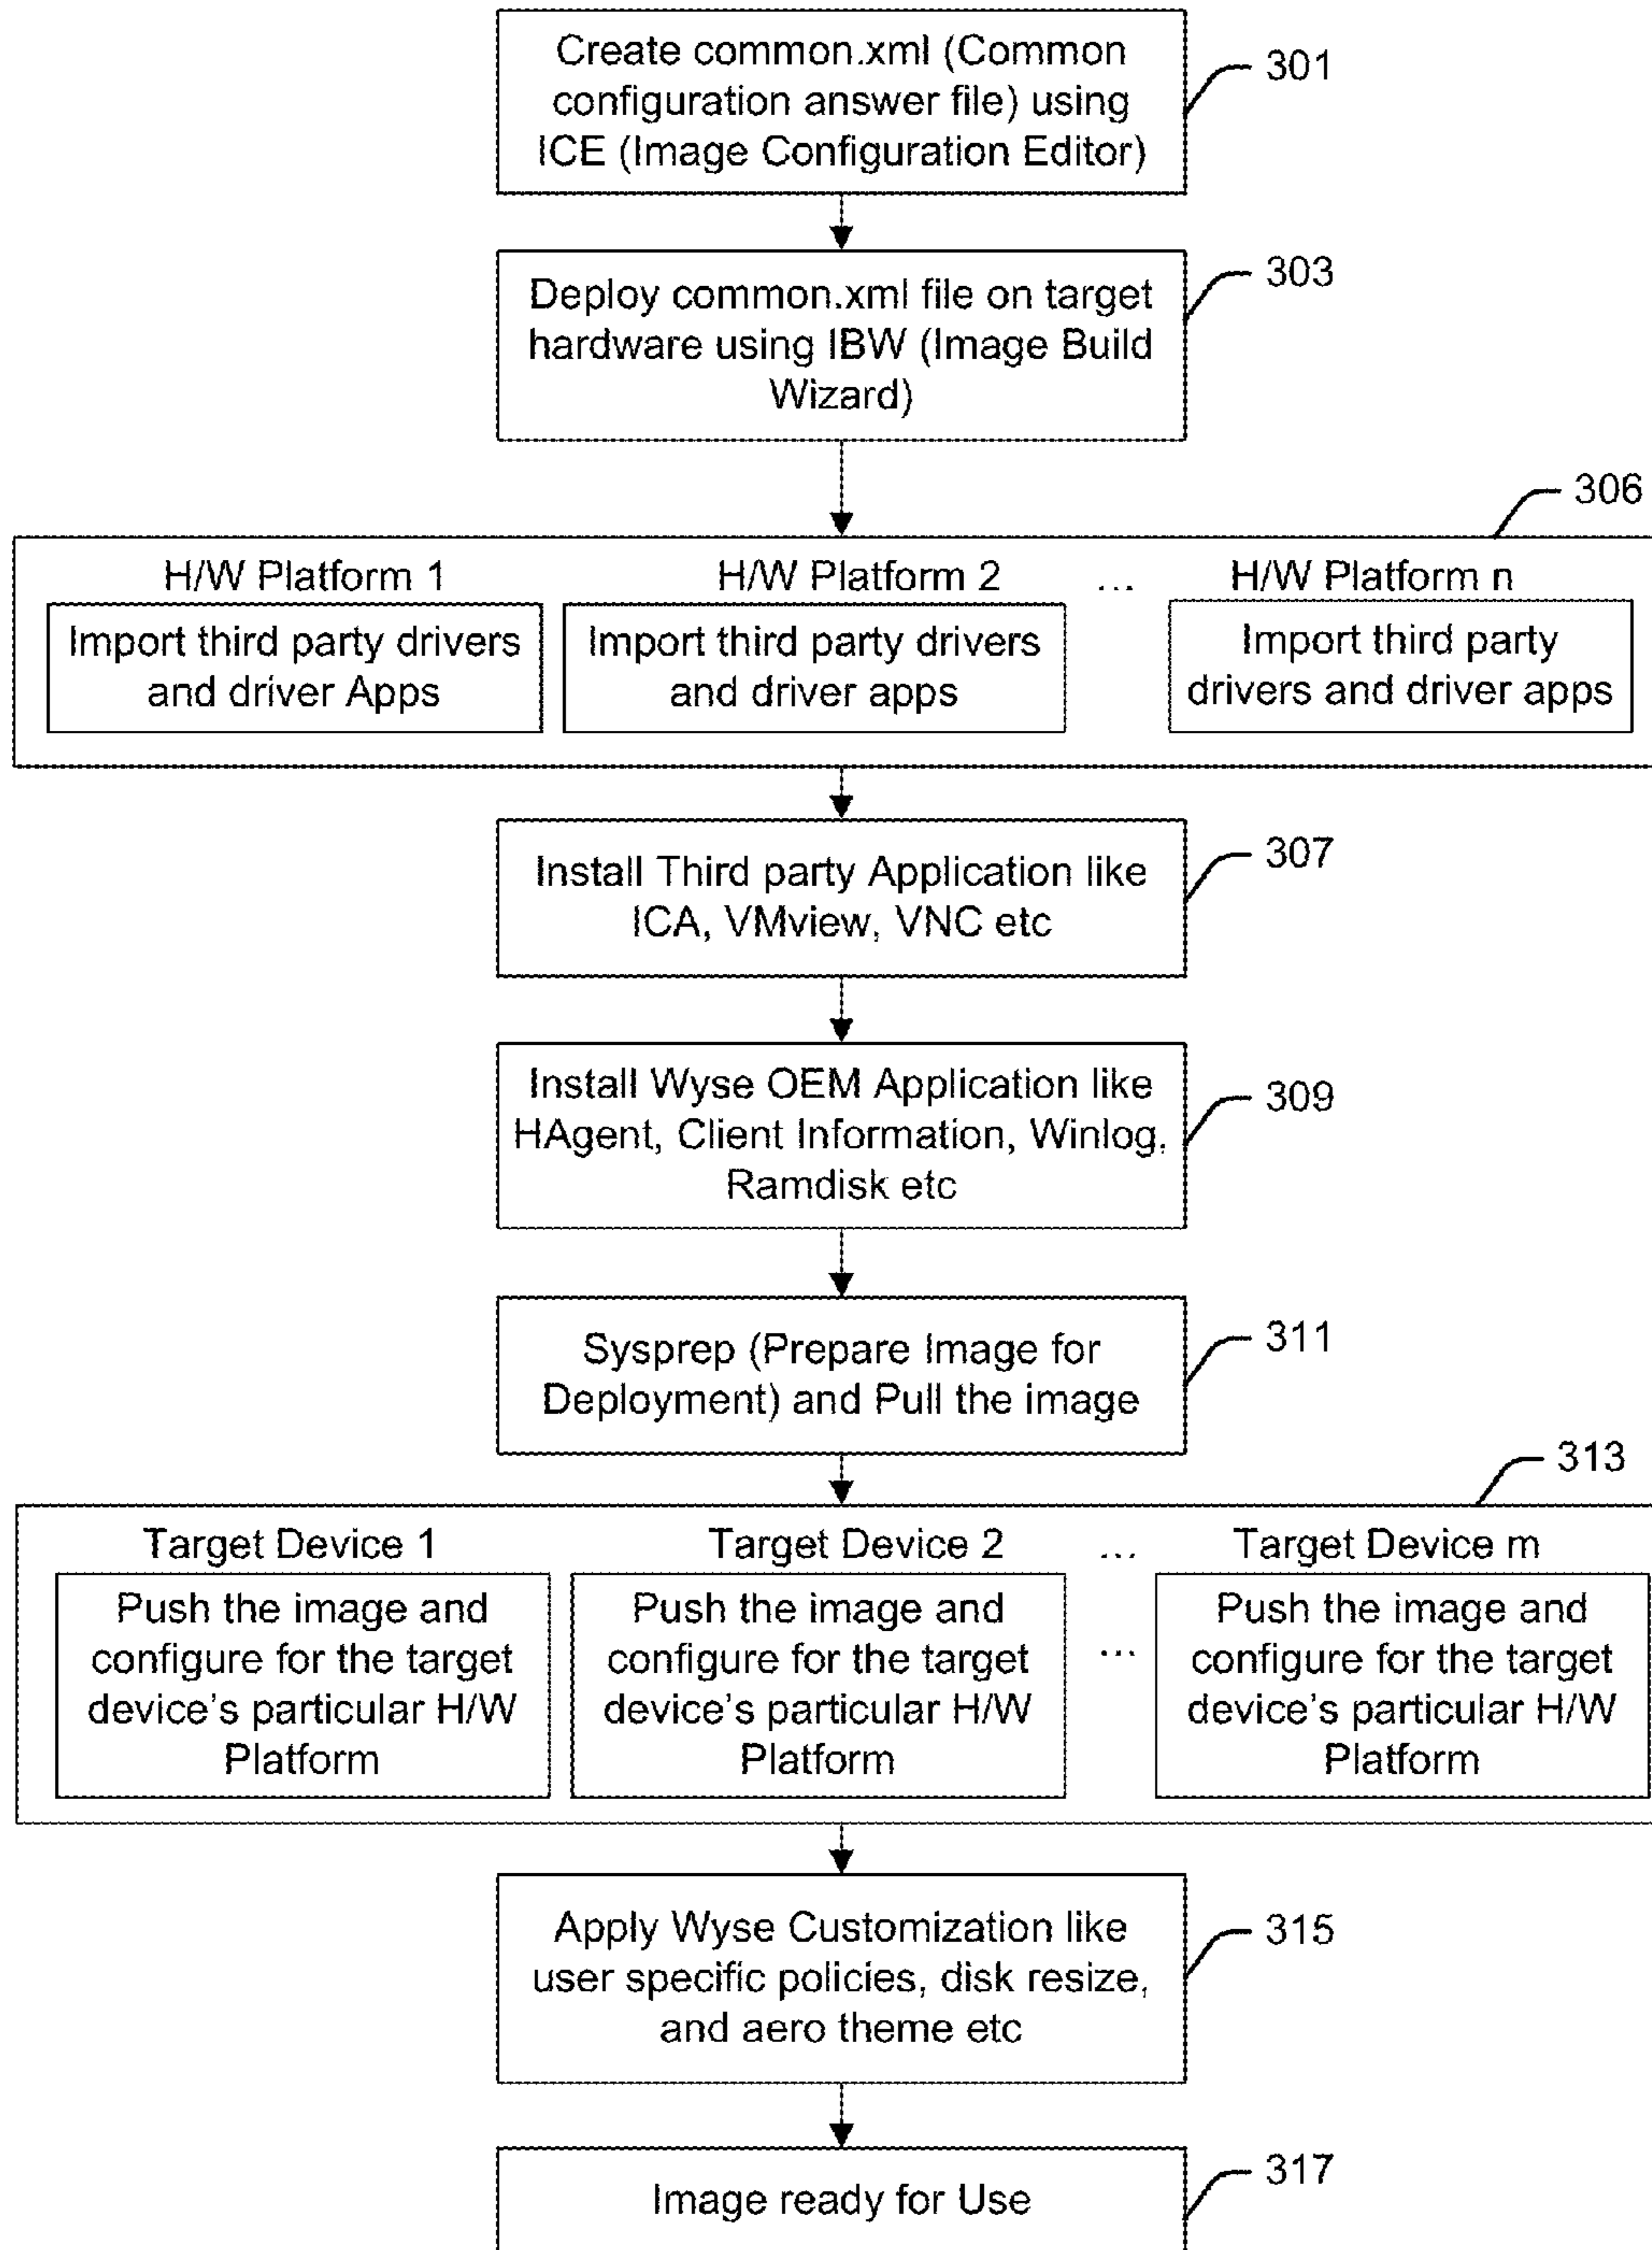 Create common.xml (Common
configuration answer file) using
ICE (Image Configuration Editor)
301
Deploy common.xml file on target
hardware using IBW (Image Build
Wizard)
303
306
H/W Platform 1
Import third party drivers
and driver Apps
H/W Platform 2
Import third party drivers
and driver apps
...
H/W Platform n
Import third party
drivers and driver apps
Install Third party Application like
ICA, VMview, VNC etc
307
Install Wyse OEM Application like
HAgent, Client Information, Winlog,
Ramdisk etc
309
Sysprep (Prepare Image for
Deployment) and Pull the image
311
313
Target Device 1
Push the image and
configure for the target
device's particular H/W
Platform
Target Device 2
Push the image and
configure for the target
device's particular H/W
Platform
...
...
Target Device m
Push the image and
configure for the target
device's particular H/W
Platform
Apply Wyse Customization like
user specific policies, disk resize,
and aero theme etc
315
Image ready for Use
317